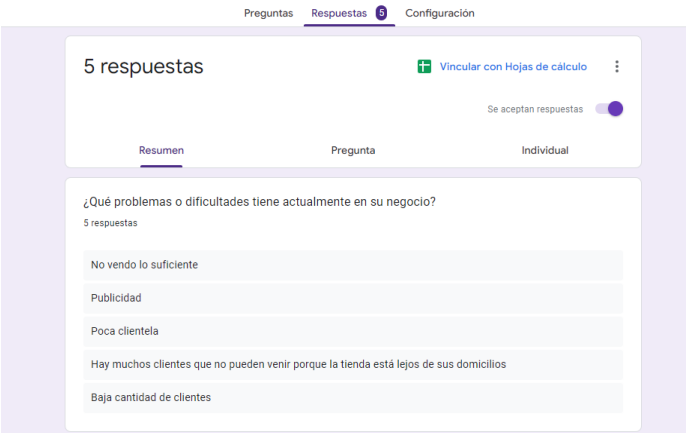 Preguntas Respuestas 5 Configuración
5 respuestas
Vincular con Hojas de cálculo
Se aceptan respuestas
Resumen Pregunta Individual
¿Qué problemas o dificultades tiene actualmente en su negocio?
5 respuestas
No vendo lo suficiente
Publicidad
Poca clientela
Hay muchos clientes que no pueden venir porque la tienda está lejos de sus domicilios
Baja cantidad de clientes